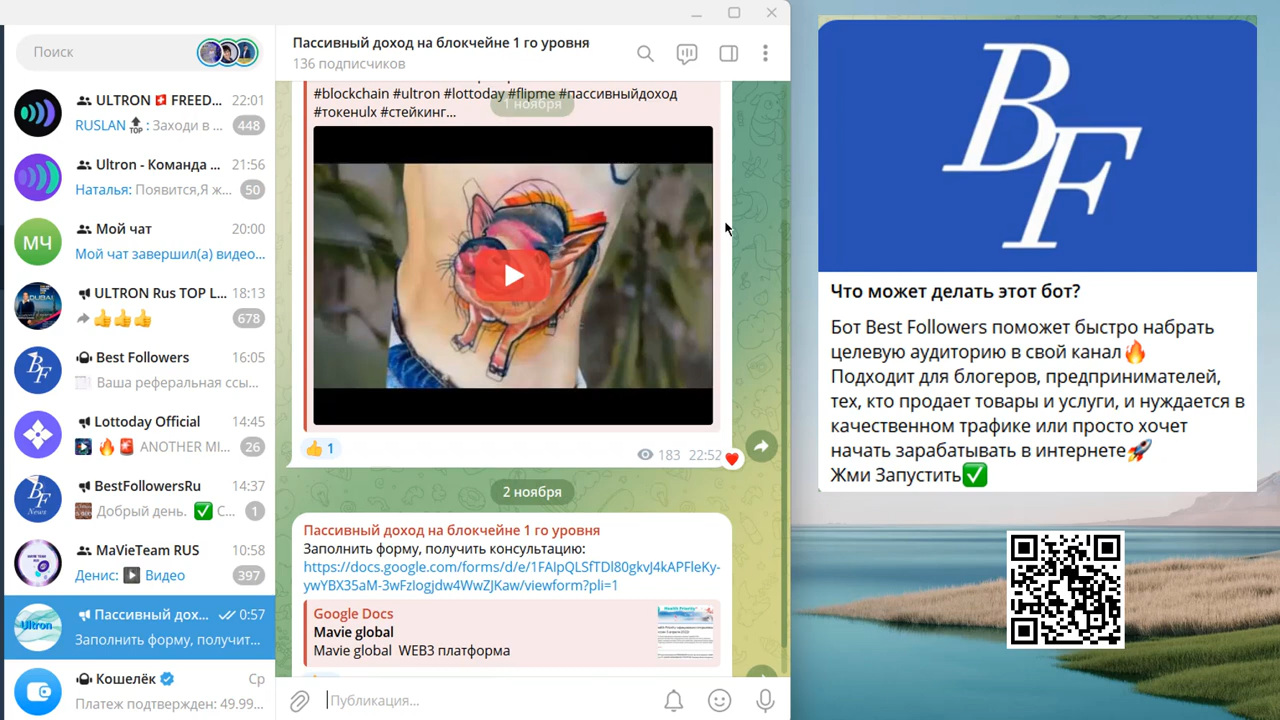 Поиск
ULTRON FREED... 22:01
RUSLAN TOP : Заходи в ... 448
Ultron - Команда ... 21:56
Наталья: Появится,Я ж... 50
МЧ
Мой чат 20:00
Мой чат завершил(а) видео...
ULTRON Rus TOP L... 18:13
678
Best Followers 16:05
Ваша реферальная ссы...
Lottoday Official 14:45
ANOTHER MI... 26
BestFollowersRu 14:37
Добрый день. С... 1
BF
News
MaVieTeam RUS 10:58
Денис: Видео 397
Ultron
Пассивный дох... 0:57
Заполнить форму, получит...
Кошелёк Ср
Платеж подтвержден: 49.99...
Пассивный доход на блокчейне 1 го уровня
136 подписчиков
#blockchain #ultron #lottoday #flipme #пассивныйдоход
1 ноября
#токенulx #стейкинг...
1
183 22:52
2 ноября
Пассивный доход на блокчейне 1 го уровня
Заполнить форму, получить консультацию:
https://docs.google.com/forms/d/e/1FAIpQLSfTDl80gkvJ4kAPFleKy-
ywYBX35aM-3wFzIogjdw4WwZJKaw/viewform?pli=1
Google Docs
Mavie global
Mavie global WEB3 платформа
Публикация...
BF
Что может делать этот бот?
Бот Best Followers поможет быстро набрать
целевую аудиторию в свой канал🔥
Подходит для блогеров, предпринимателей,
тех, кто продает товары и услуги, и нуждается в
качественном трафике или просто хочет
начать зарабатывать в интернете🚀
Жми Запустить✅